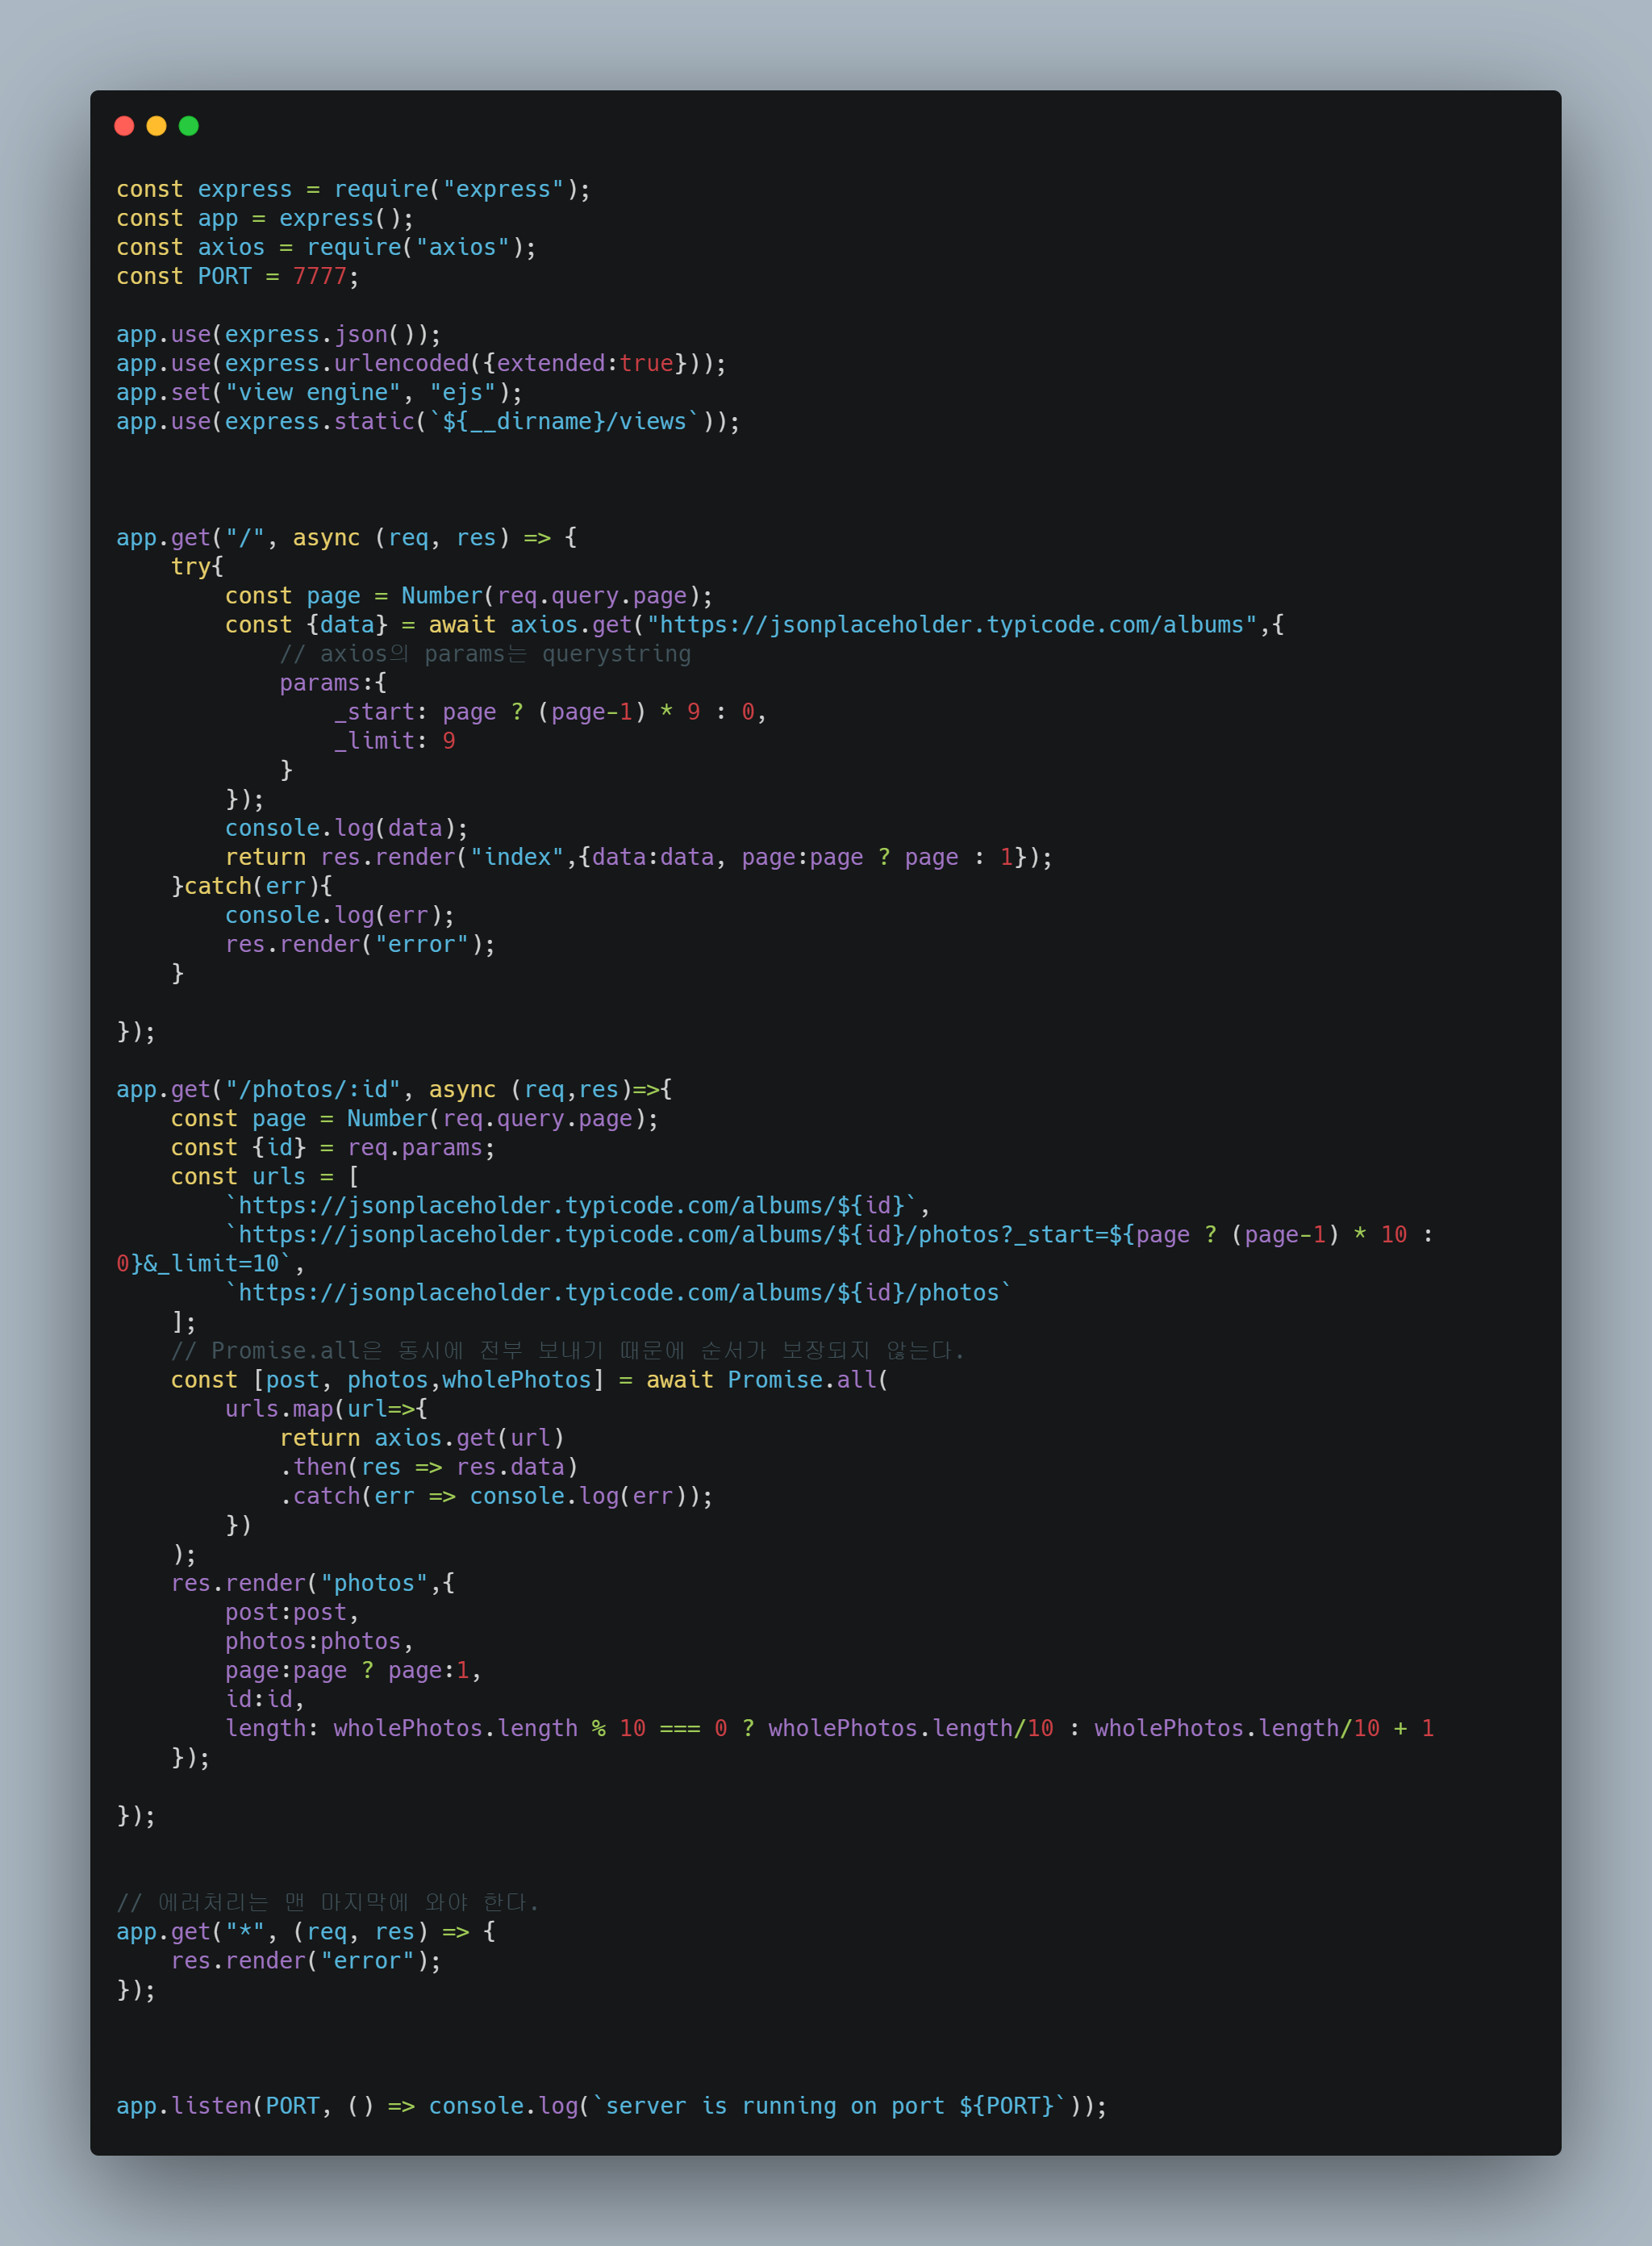 const express = require("express");
const app = express();
const axios = require("axios");
const PORT = 7777;
app.use(express.json());
app.use(express.urlencoded({extended:true}));
app.set("view engine", "ejs");
app.use(express.static(`${__dirname}/views`));
app.get("/", async (req, res) => {
    try{
        const page = Number(req.query.page);
        const {data} = await axios.get("https://jsonplaceholder.typicode.com/albums",{
            // axios의 params는 querystring
            params:{
                _start: page ? (page-1) * 9 : 0,
                _limit: 9
            }
        });
        console.log(data);
        return res.render("index",{data:data, page:page ? page : 1});
    }catch(err){
        console.log(err);
        res.render("error");
    }
});
app.get("/photos/:id", async (req,res)=>{
    const page = Number(req.query.page);
    const {id} = req.params;
    const urls = [
        `https://jsonplaceholder.typicode.com/albums/${id}`,
        `https://jsonplaceholder.typicode.com/albums/${id}/photos?_start=${page ? (page-1) * 10 :
0}&_limit=10`,
        `https://jsonplaceholder.typicode.com/albums/${id}/photos`
    ];
    // Promise.all은 동시에 전부 보내기 때문에 순서가 보장되지 않는다.
    const [post, photos,wholePhotos] = await Promise.all(
        urls.map(url=>{
            return axios.get(url)
            .then(res => res.data)
            .catch(err => console.log(err));
        })
    );
    res.render("photos",{
        post:post,
        photos:photos,
        page:page ? page:1,
        id:id,
        length: wholePhotos.length % 10 === 0 ? wholePhotos.length/10 : wholePhotos.length/10 + 1
    });
});
// 에러처리는 맨 마지막에 와야 한다.
app.get("*", (req, res) => {
    res.render("error");
});
app.listen(PORT, () => console.log(`server is running on port ${PORT}`));